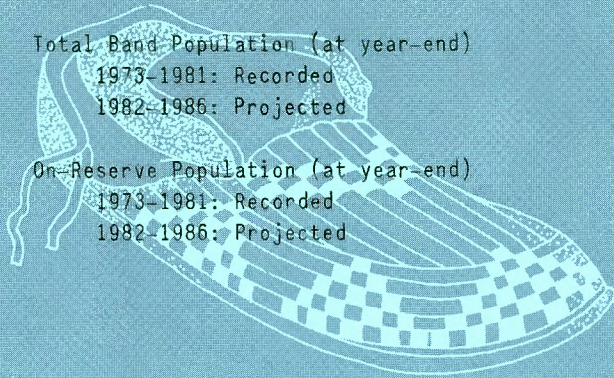 Total Band Population (at year-end)
1973-1981: Recorded
1982-1986: Projected
On-Reserve Population (at year-end)
1973-1981: Recorded
1982-1986: Projected